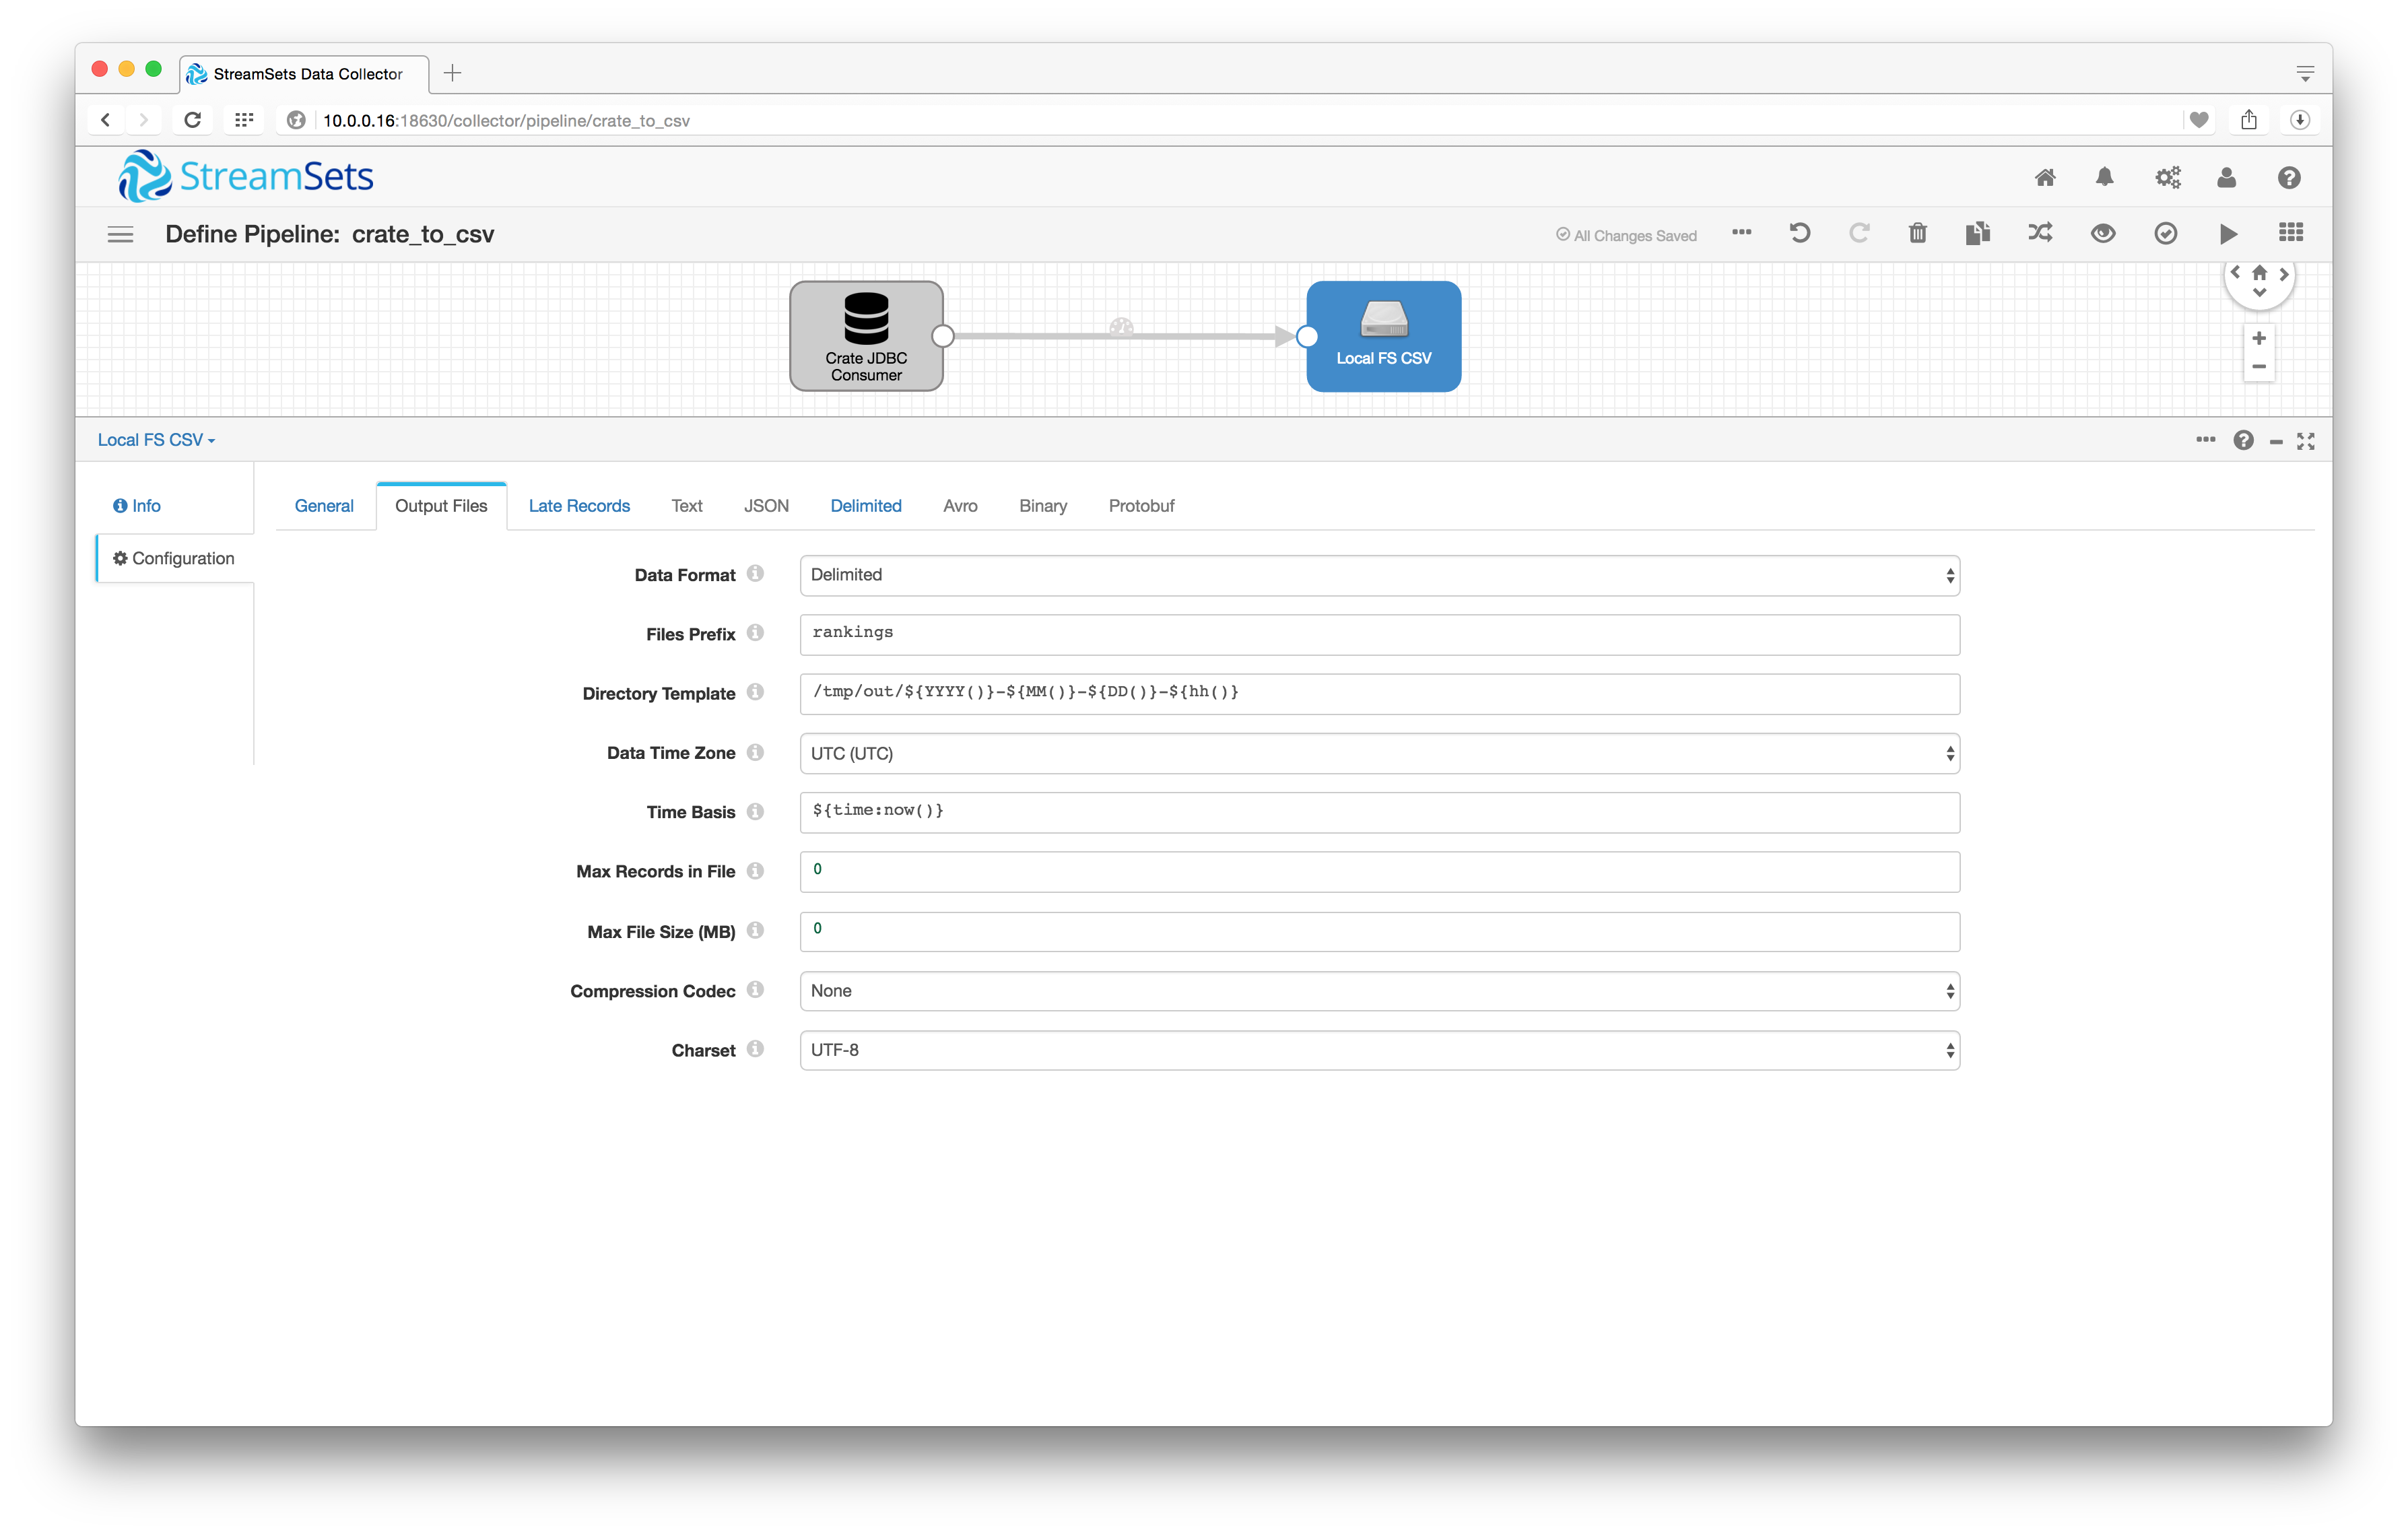 StreamSets Data Collector
10.0.0.16:18630/collector/pipeline/crate_to_csv
StreamSets
Define Pipeline: crate_to_csv
All Changes Saved
Crate JDBC
Consumer
Local FS CSV
Local FS CSV
Info
Configuration
General Output Files Late Records Text JSON Delimited Avro Binary Protobuf
Data Format Delimited
Files Prefix rankings
Directory Template /tmp/out/${YYYY()}-${MM()}-${DD()}-${hh()}
Data Time Zone UTC (UTC)
Time Basis ${time:now()}
Max Records in File 0
Max File Size (MB) 0
Compression Codec None
Charset UTF-8